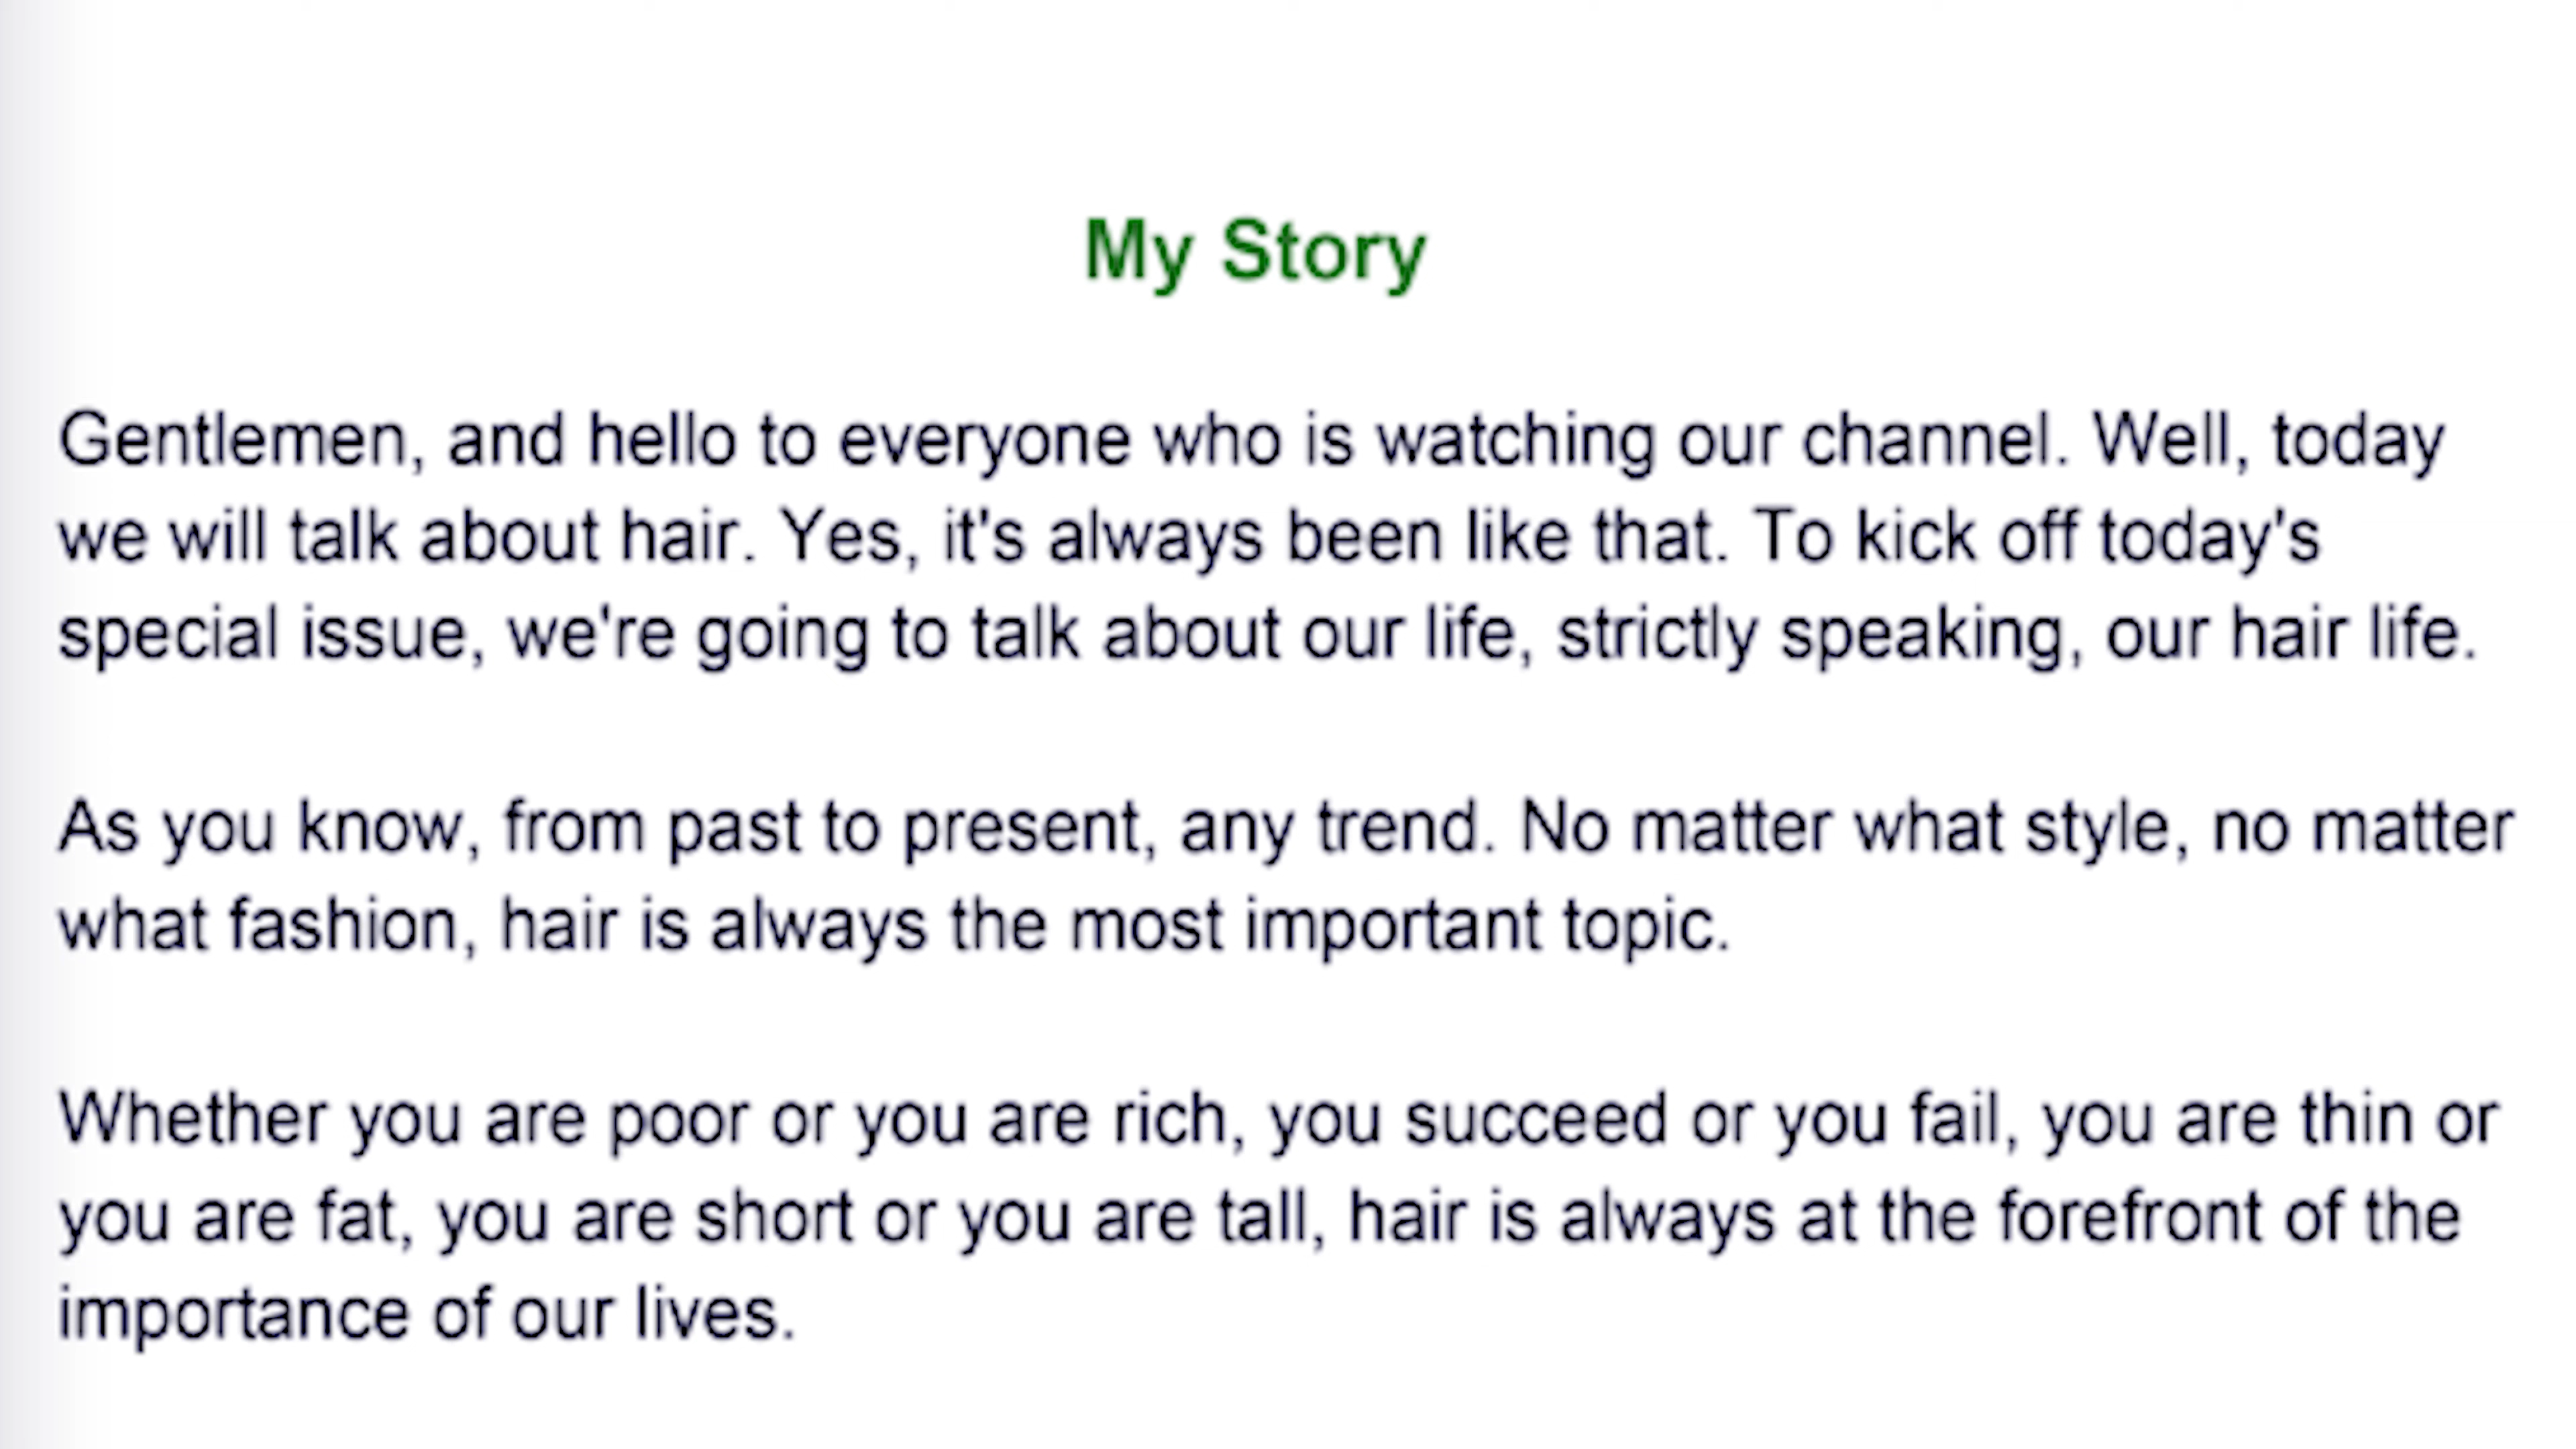 My Story
Gentlemen, and hello to everyone who is watching our channel. Well, today
we will talk about hair. Yes, it's always been like that. To kick off today's
special issue, we're going to talk about our life, strictly speaking, our hair life.
As you know, from past to present, any trend. No matter what style, no matter
what fashion, hair is always the most important topic.
Whether you are poor or you are rich, you succeed or you fail, you are thin or
you are fat, you are short or you are tall, hair is always at the forefront of the
importance of our lives.